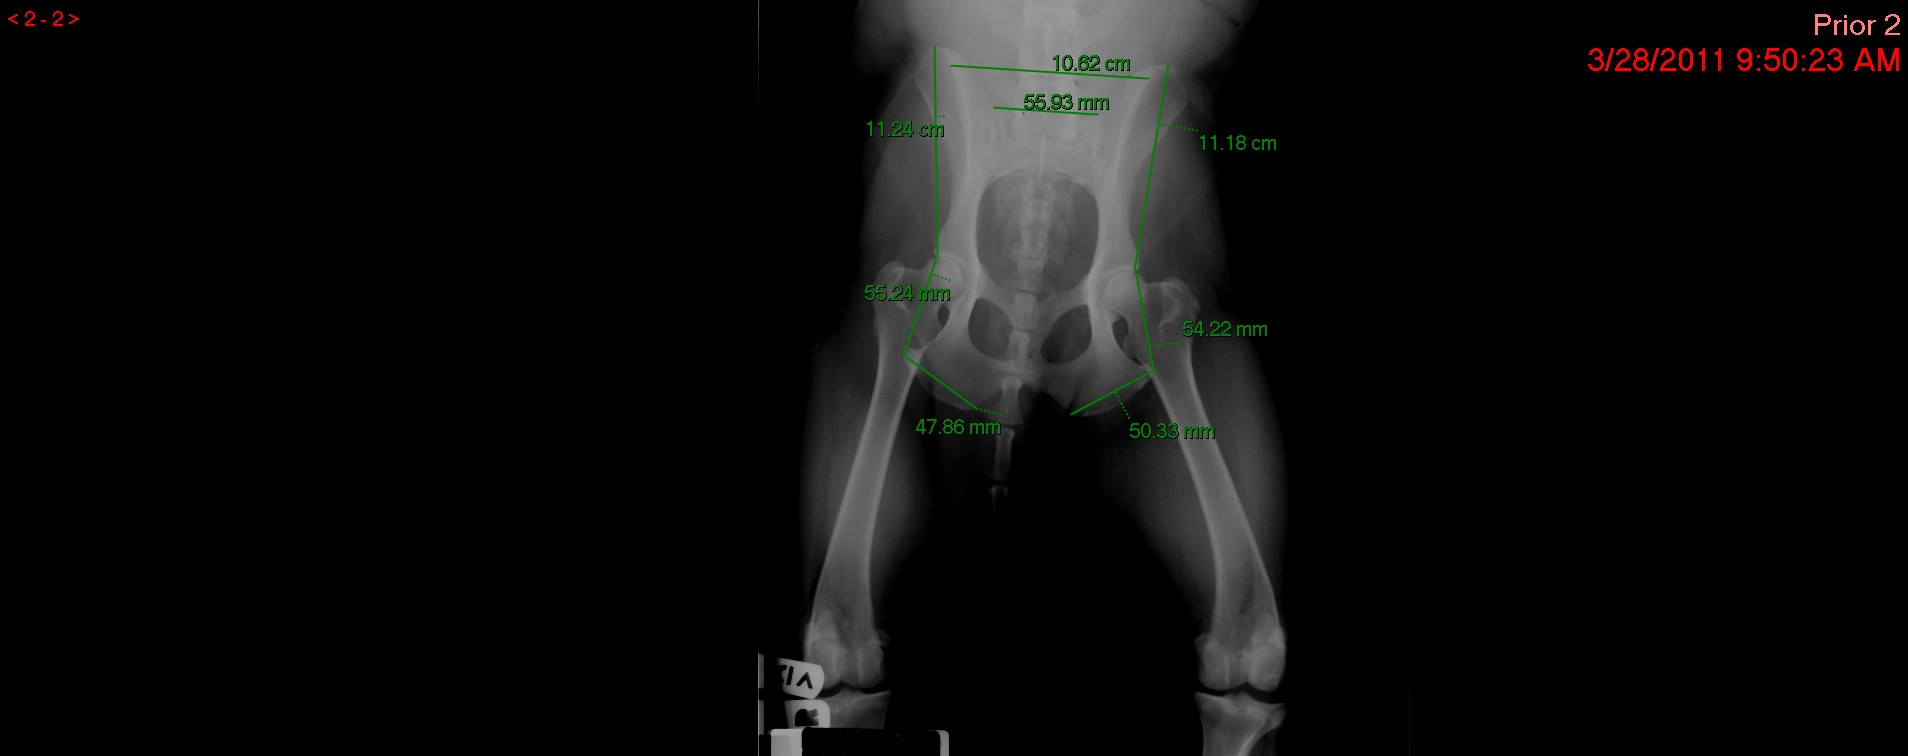 <2-2>
Prior 2
3/28/2011 9:50:23 AM
10.62 cm
55.93 mm
11.24 cm
11.18 cm
55.24 mm
54.22 mm
47.86 mm
50.33 mm